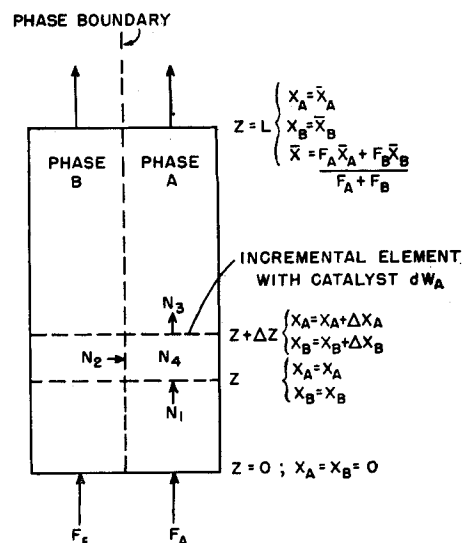 PHASE BOUNDARY
Z=L { X_A = X̄_A
X_B = X̄_B
X̄ = F_A X̄_A + F_B X̄_B
F_A + F_B
PHASE B
PHASE A
INCREMENTAL ELEMENT
WITH CATALYST dW_A
N_3
Z+ΔZ { X_A = X_A + ΔX_A
X_B = X_B + ΔX_B
N_2
N_4
Z { X_A = X_A
X_B = X_B
N_1
Z=0 ; X_A = X_B = 0
F_A